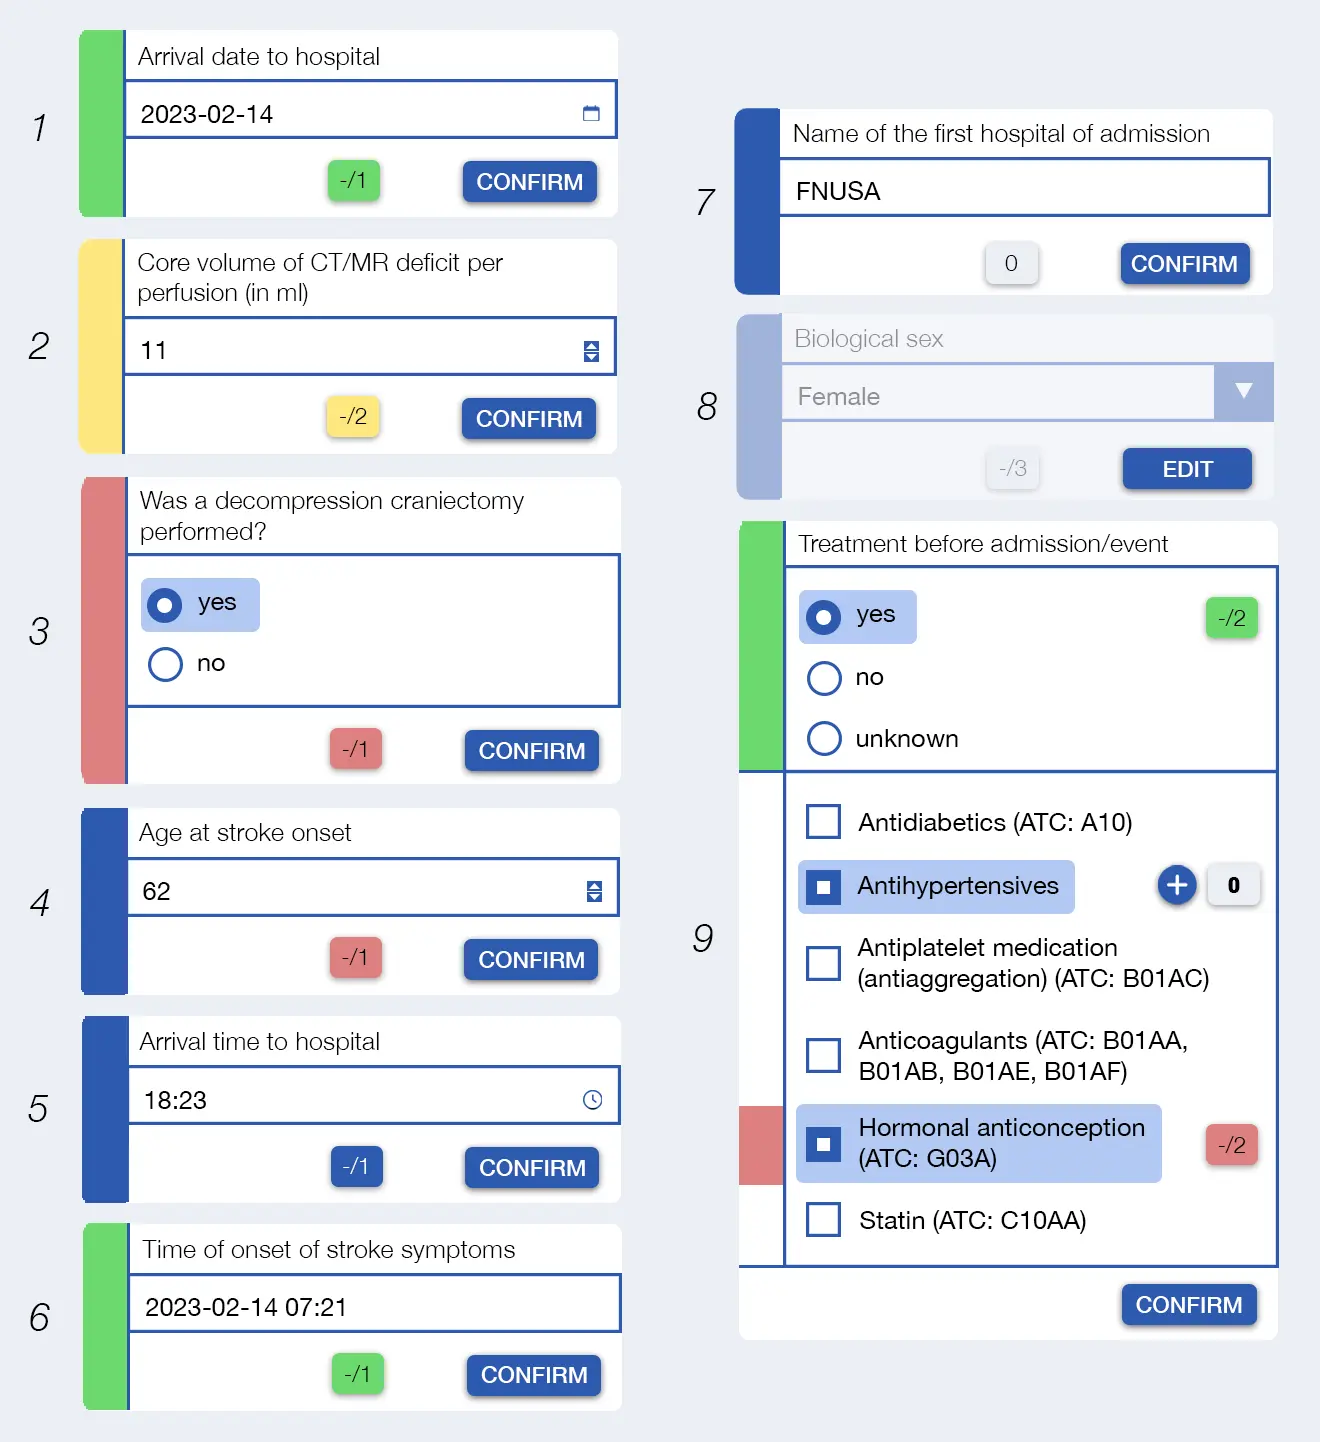 1
Arrival date to hospital
2023-02-14
-/1
CONFIRM
2
Core volume of CT/MR deficit per
perfusion (in ml)
11
-/2
CONFIRM
3
Was a decompression craniectomy
performed?
yes
no
-/1
CONFIRM
4
Age at stroke onset
62
-/1
CONFIRM
5
Arrival time to hospital
18:23
-/1
CONFIRM
6
Time of onset of stroke symptoms
2023-02-14 07:21
-/1
CONFIRM
7
Name of the first hospital of admission
FNUSA
0
CONFIRM
8
Biological sex
Female
-/3
EDIT
9
Treatment before admission/event
yes
-/2
no
unknown
Antidiabetics (ATC: A10)
Antihypertensives
0
Antiplatelet medication
(antiaggregation) (ATC: B01AC)
Anticoagulants (ATC: B01AA,
B01AB, B01AE, B01AF)
Hormonal anticonception
(ATC: G03A)
-/2
Statin (ATC: C10AA)
CONFIRM